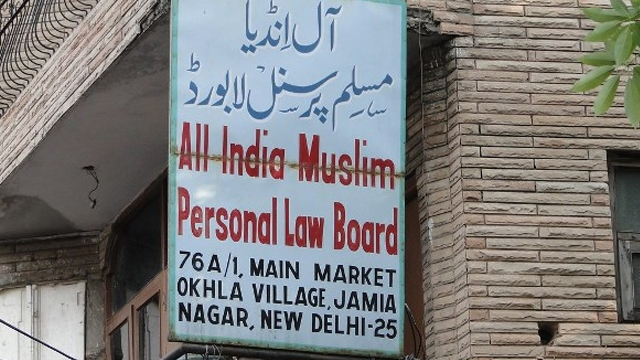 آل اِنڈیا
مسلم پرسنل لا بورڈ
All India Muslim
Personal Law Board
76A/1, MAIN MARKET
OKHLA VILLAGE, JAMIA
NAGAR, NEW DELHI-25